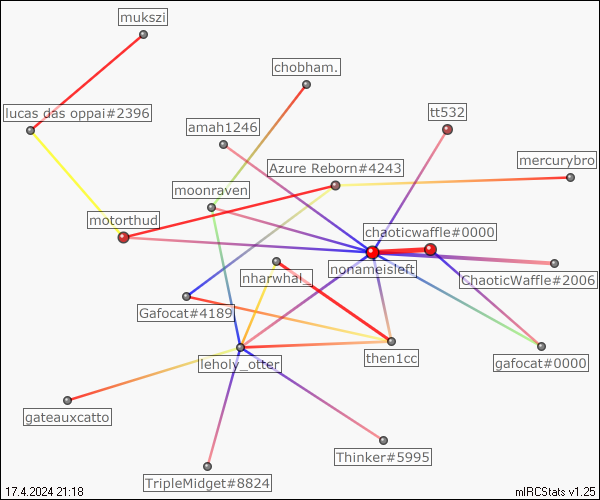 mukszi
chobham.
lucas das oppai#2396
tt532
amah1246
mercurybro
Azure Reborn#4243
moonraven
motorthud
chaoticwaffle#0000
nonameisleft
nharwhal_
ChaoticWaffle#2006
Gafocat#4189
then1cc
leholy_otter
gafocat#0000
gateauxcatto
Thinker#5995
TripleMidget#8824
17.4.2024 21:18
mIRCStats v1.25